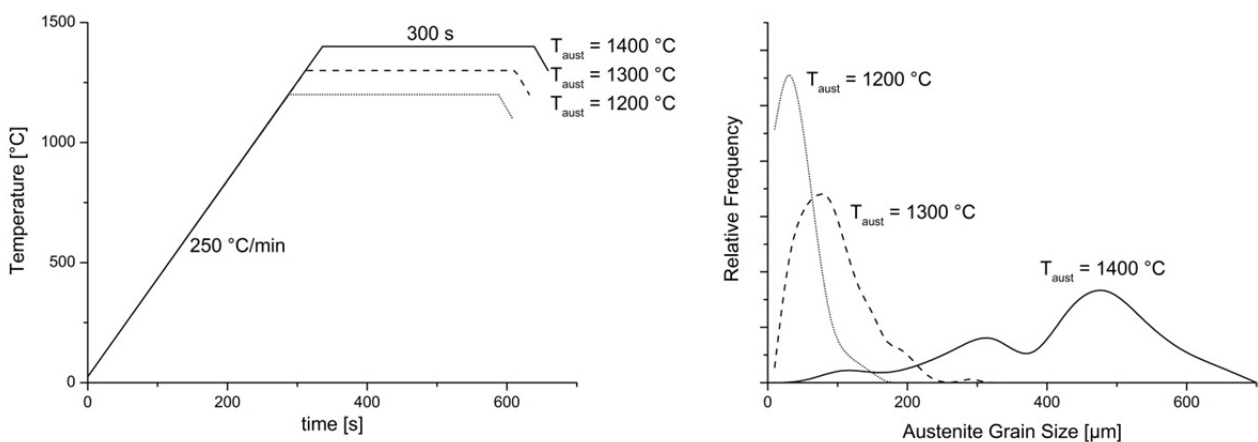 1500
1000
500
0
Temperature [°C]
0
200
400
600
time [s]
250 °C/min
300 s
T_aust = 1400 °C
T_aust = 1300 °C
T_aust = 1200 °C
Relative Frequency
T_aust = 1200 °C
T_aust = 1300 °C
T_aust = 1400 °C
0
200
400
600
Austenite Grain Size [µm]